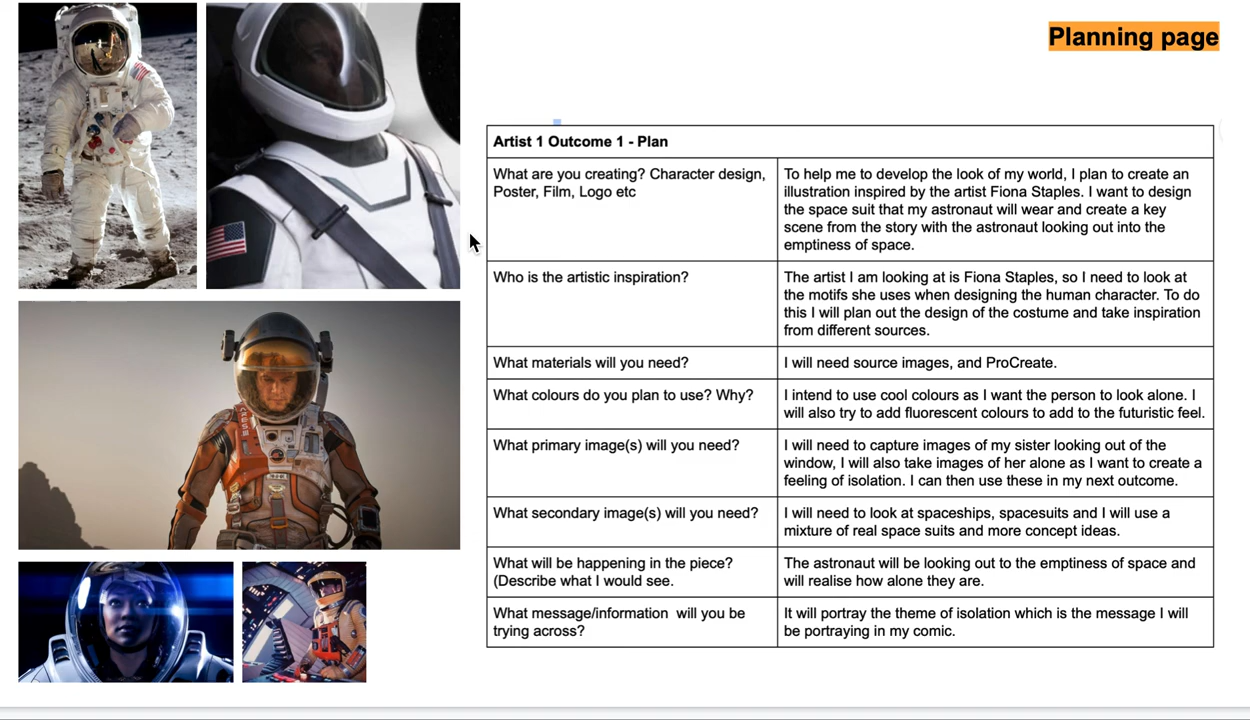 Planning page
Artist 1 Outcome 1 - Plan
What are you creating? Character design,
Poster, Film, Logo etc
To help me to develop the look of my world, I plan to create an
illustration inspired by the artist Fiona Staples. I want to design
the space suit that my astronaut will wear and create a key
scene from the story with the astronaut looking out into the
emptiness of space.
Who is the artistic inspiration?
The artist I am looking at is Fiona Staples, so I need to look at
the motifs she uses when designing the human character. To do
this I will plan out the design of the costume and take inspiration
from different sources.
What materials will you need?
I will need source images, and ProCreate.
What colours do you plan to use? Why?
I intend to use cool colours as I want the person to look alone. I
will also try to add fluorescent colours to add to the futuristic feel.
What primary image(s) will you need?
I will need to capture images of my sister looking out of the
window, I will also take images of her alone as I want to create a
feeling of isolation. I can then use these in my next outcome.
What secondary image(s) will you need?
I will need to look at spaceships, spacesuits and I will use a
mixture of real space suits and more concept ideas.
What will be happening in the piece?
(Describe what I would see.
The astronaut will be looking out to the emptiness of space and
will realise how alone they are.
What message/information  will you be
trying across?
It will portray the theme of isolation which is the message I will
be portraying in my comic.